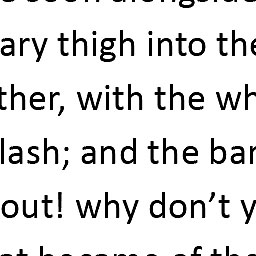 ary thigh into the
ther, with the wh
lash; and the bar
out! why don’t y